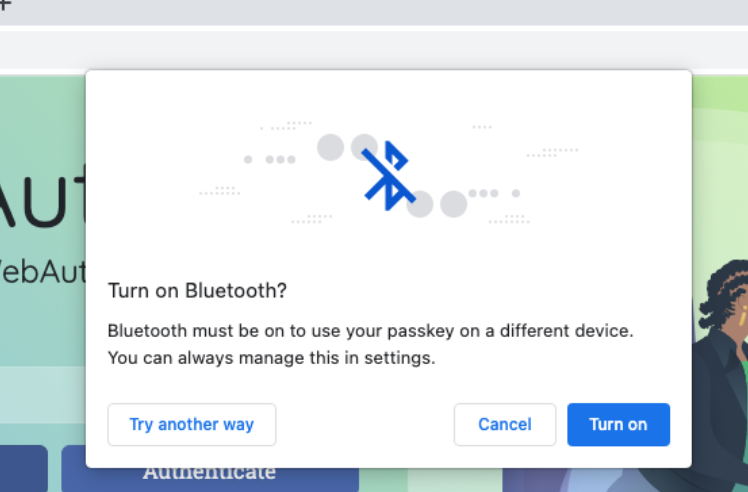 Aut
ebAut
Turn on Bluetooth?
Bluetooth must be on to use your passkey on a different device.
You can always manage this in settings.
Try another way
Cancel
Turn on
Authenticate